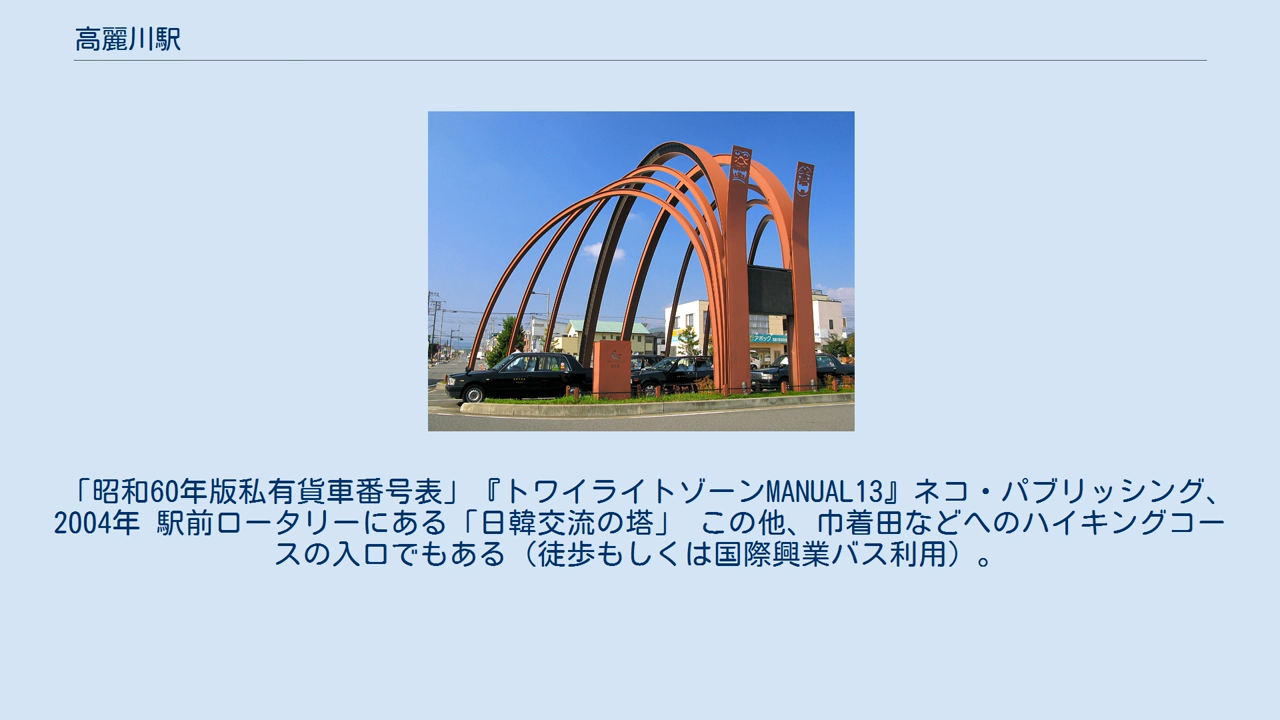 高麗川駅
「昭和60年版私有貨車番号表」『トワイライトゾーンMANUAL13』ネコ・パブリッシング、
2004年 駅前ロータリーにある「日韓交流の塔」 この他、巾着田などへのハイキングコー
スの入口でもある（徒歩もしくは国際興業バス利用）。